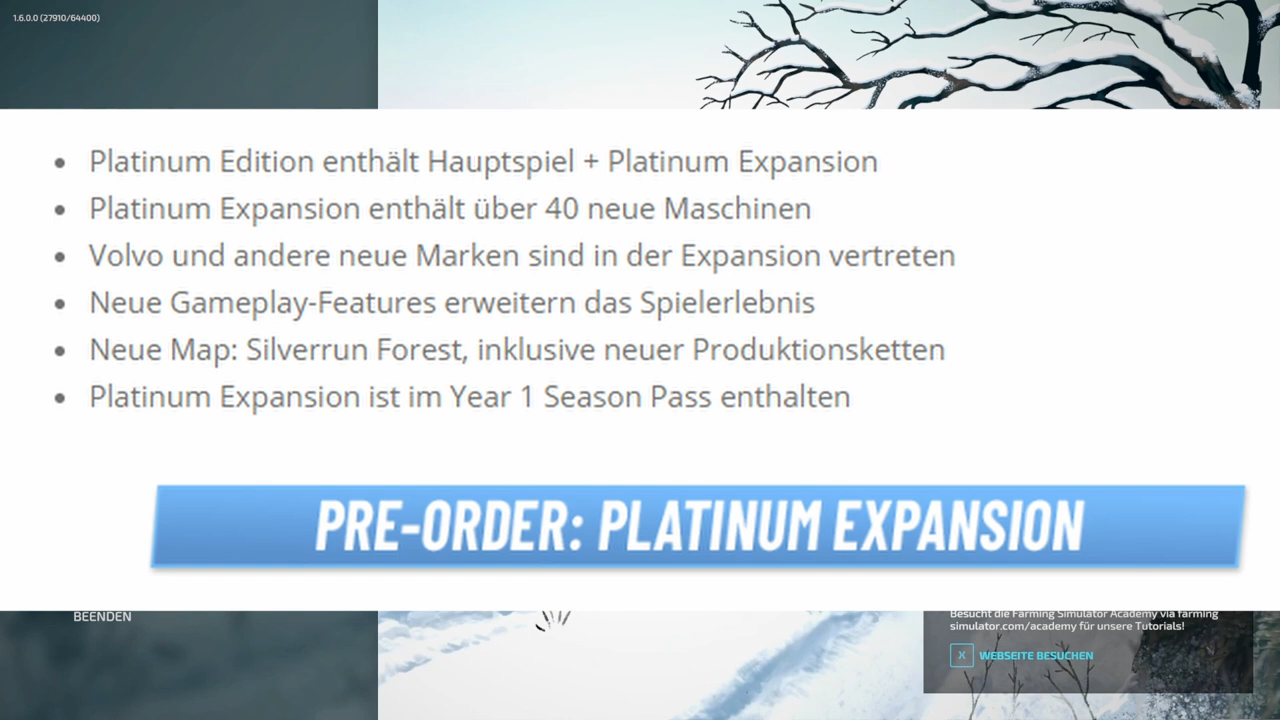 1.6.0.0 (27910/64400)
Platinum Edition enthält Hauptspiel + Platinum Expansion
Platinum Expansion enthält über 40 neue Maschinen
Volvo und andere neue Marken sind in der Expansion vertreten
Neue Gameplay-Features erweitern das Spielerlebnis
Neue Map: Silverrun Forest, inklusive neuer Produktionsketten
Platinum Expansion ist im Year 1 Season Pass enthalten
PRE-ORDER: PLATINUM EXPANSION
BEENDEN
Besucht die Farming Simulator Academy via farming
simulator.com/academy für unsere Tutorials!
X WEBSEITE BESUCHEN